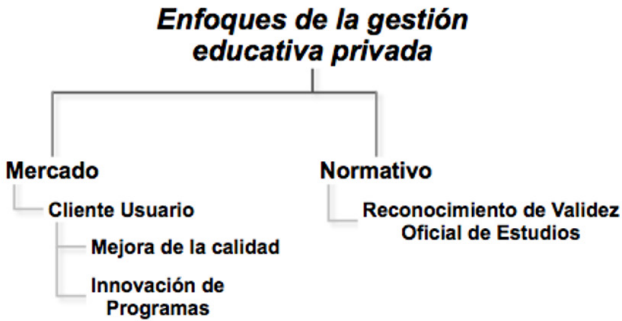 Enfoques de la gestión
educativa privada
Mercado
Cliente Usuario
Mejora de la calidad
Innovación de
Programas
Normativo
Reconocimiento de Validez
Oficial de Estudios